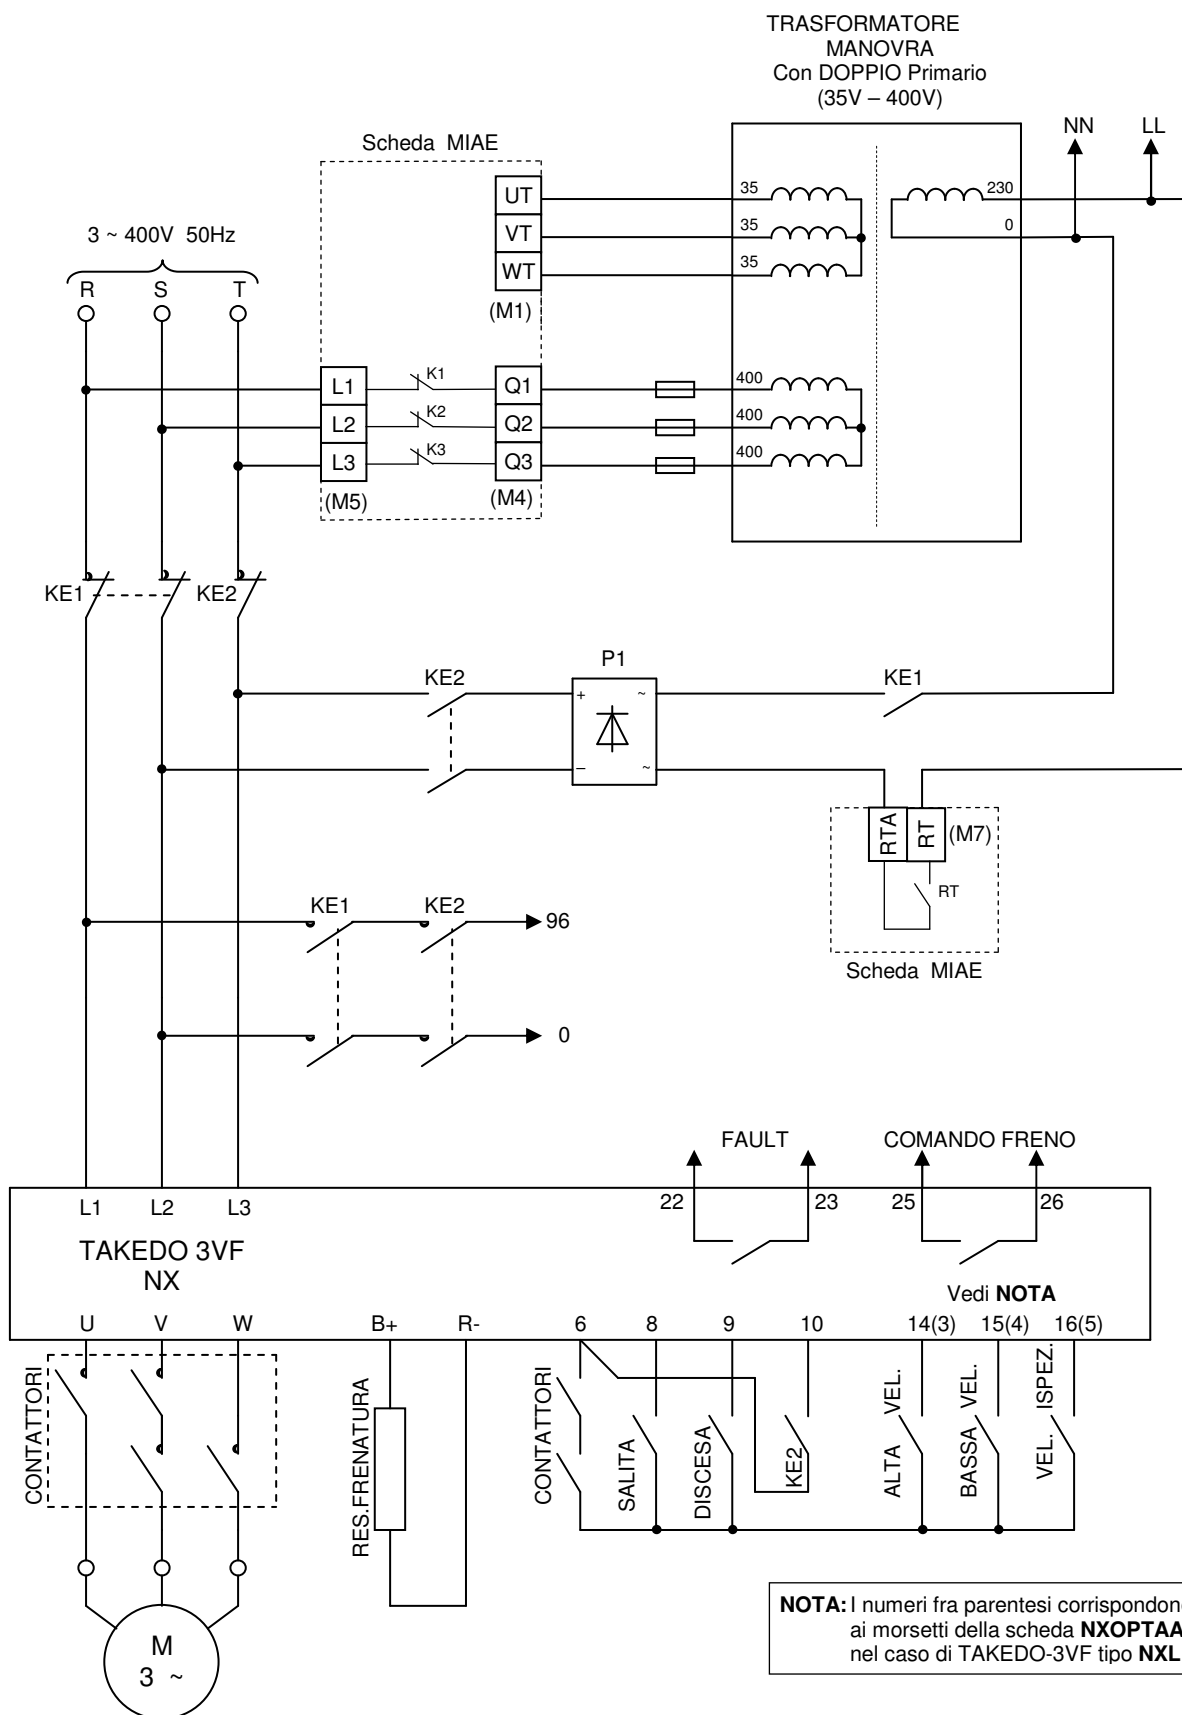 TRASFORMATORE
MANOVRA
Con DOPPIO Primario
(35V – 400V)
NN LL
Scheda MIAE
UT 35 230
VT 35 0
WT 35
(M1)
3 ~ 400V 50Hz
R S T
L1 K1 Q1 400
L2 K2 Q2 400
L3 K3 Q3 400
(M5) (M4)
KE1 KE2
P1
KE2 KE1
+ ~
– ~
RTA RT (M7)
RT
Scheda MIAE
KE1 KE2 96
0
FAULT COMANDO FRENO
22 23 25 26
L1 L2 L3
TAKEDO 3VF
NX
Vedi NOTA
U V W B+ R- 6 8 9 10 14(3) 15(4) 16(5)
CONTATTORI
RES.FRENATURA
CONTATTORI
SALITA
DISCESA
KE2
ALTA VEL.
BASSA VEL.
VEL. ISPEZ.
M
3 ~
NOTA: I numeri fra parentesi corrispondon
ai morsetti della scheda NXOPTAA
nel caso di TAKEDO-3VF tipo NXL